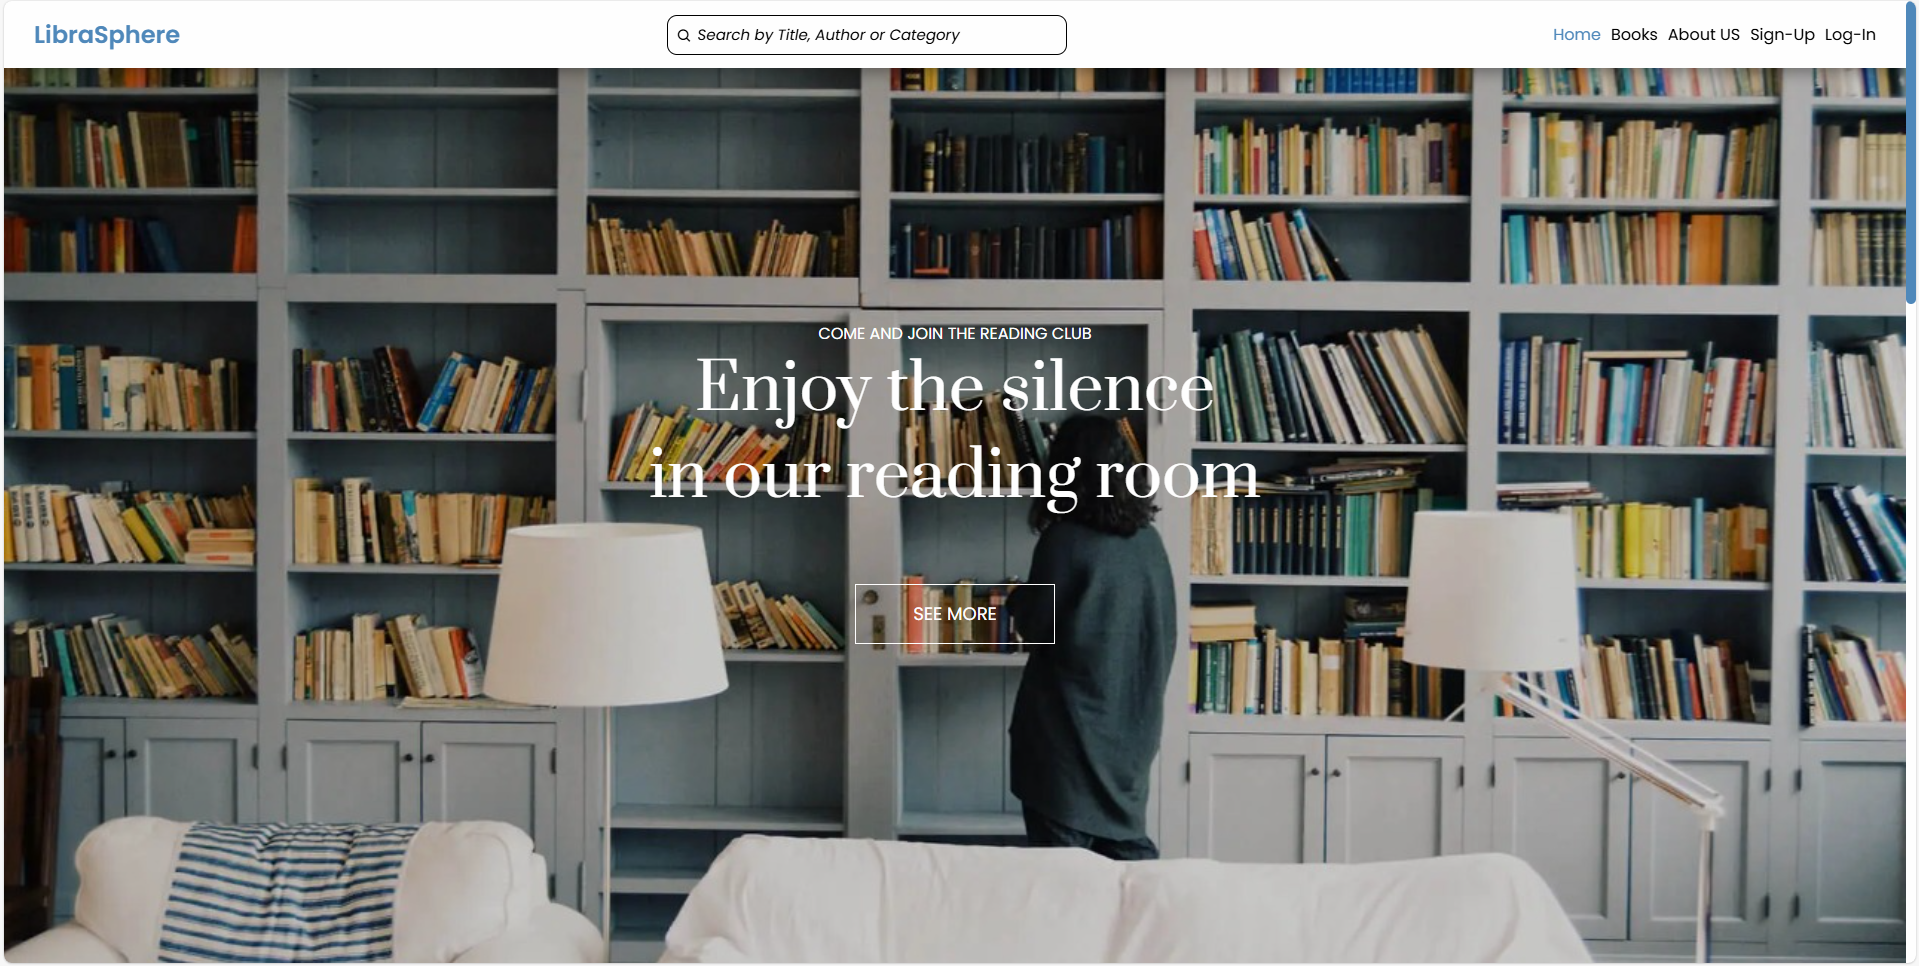 LibraSphere
Search by Title, Author or Category
Home Books About US Sign-Up Log-In
COME AND JOIN THE READING CLUB
Enjoy the silence
in our reading room
SEE MORE